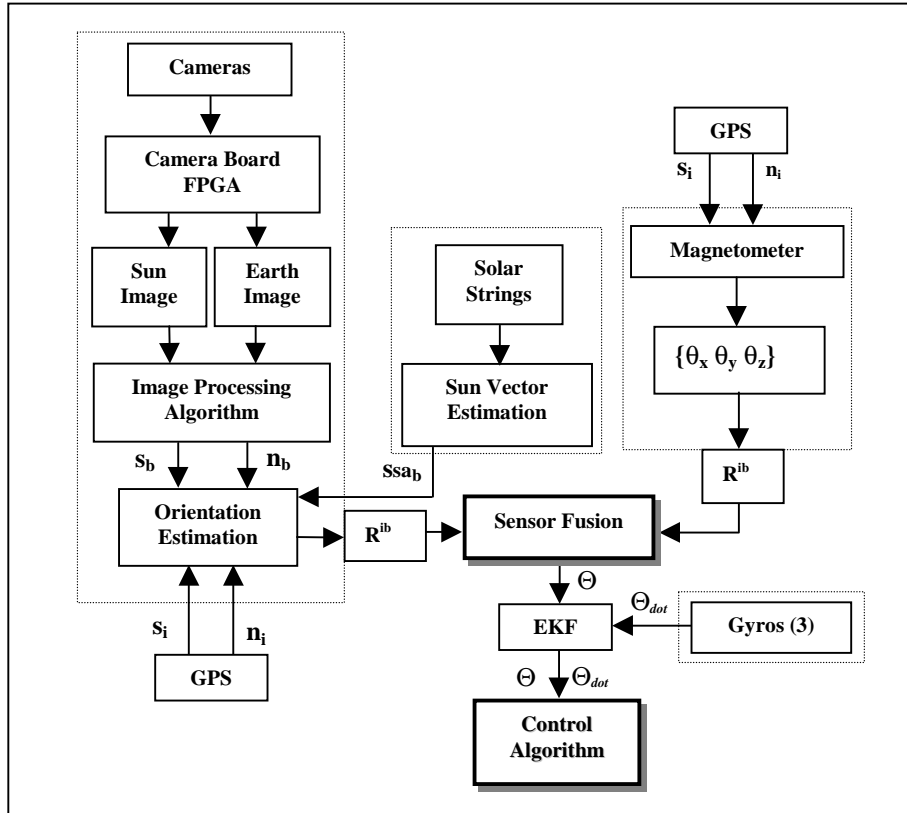 Cameras
Camera Board
FPGA
Sun
Image
Earth
Image
Image Processing
Algorithm
s_b
n_b
Orientation
Estimation
s_i
n_i
GPS
Solar
Strings
Sun Vector
Estimation
ssa_b
R^ib
GPS
s_i
n_i
Magnetometer
{θ_x θ_y θ_z}
R^ib
Sensor Fusion
Θ
EKF
Θ_dot
Gyros (3)
Θ
Θ_dot
Control
Algorithm